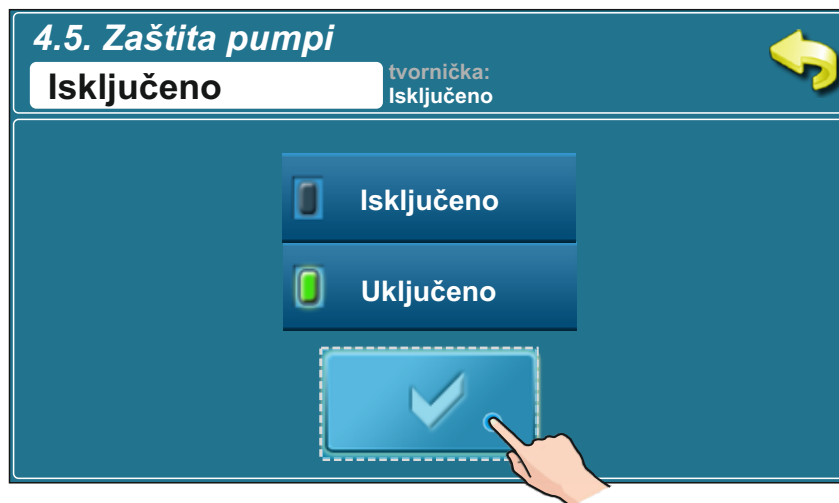 4.5. Zaštita pumpi
Isključeno
tvornička:
Isključeno
Isključeno
Uključeno